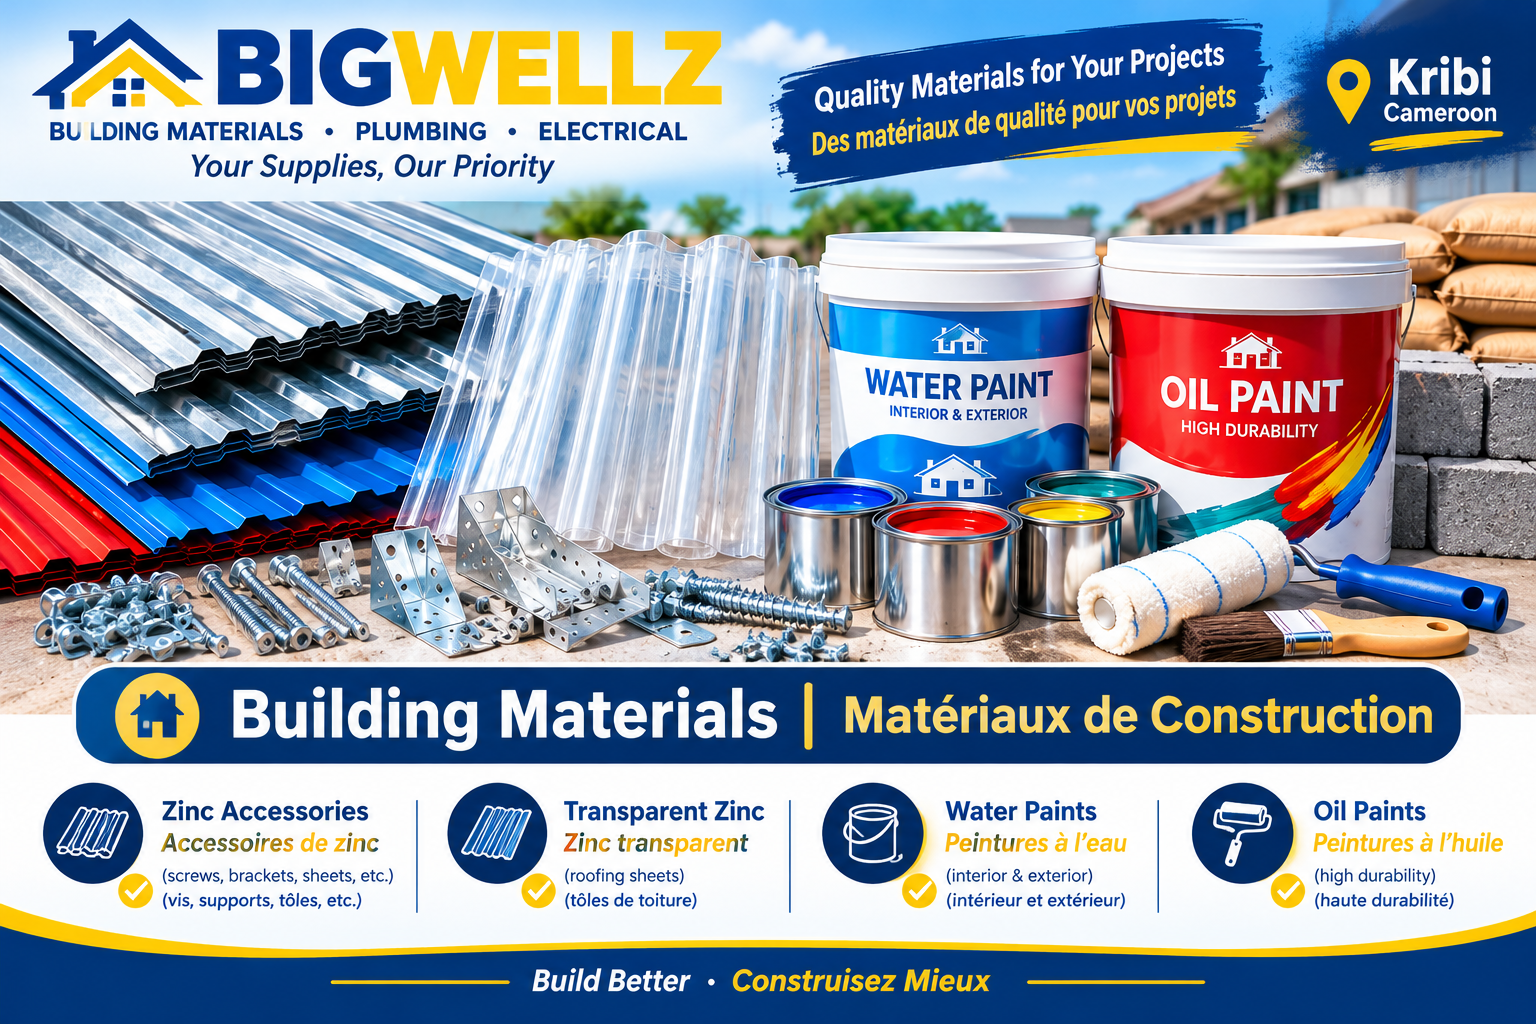 BIGWELLZ
BUILDING MATERIALS • PLUMBING • ELECTRICAL
Your Supplies, Our Priority
Quality Materials for Your Projects
Des matériaux de qualité pour vos projets
Kribi
Cameroon
WATER PAINT
INTERIOR & EXTERIOR
OIL PAINT
HIGH DURABILITY
Building Materials | Matériaux de Construction
Zinc Accessories
Accessoires de zinc
(screws, brackets, sheets, etc.)
(vis, supports, tôles, etc.)
Transparent Zinc
Zinc transparent
(roofing sheets)
(tôles de toiture)
Water Paints
Peintures à l'eau
(interior & exterior)
(intérieur et extérieur)
Oil Paints
Peintures à l'huile
(high durability)
(haute durabilité)
Build Better • Construisez Mieux